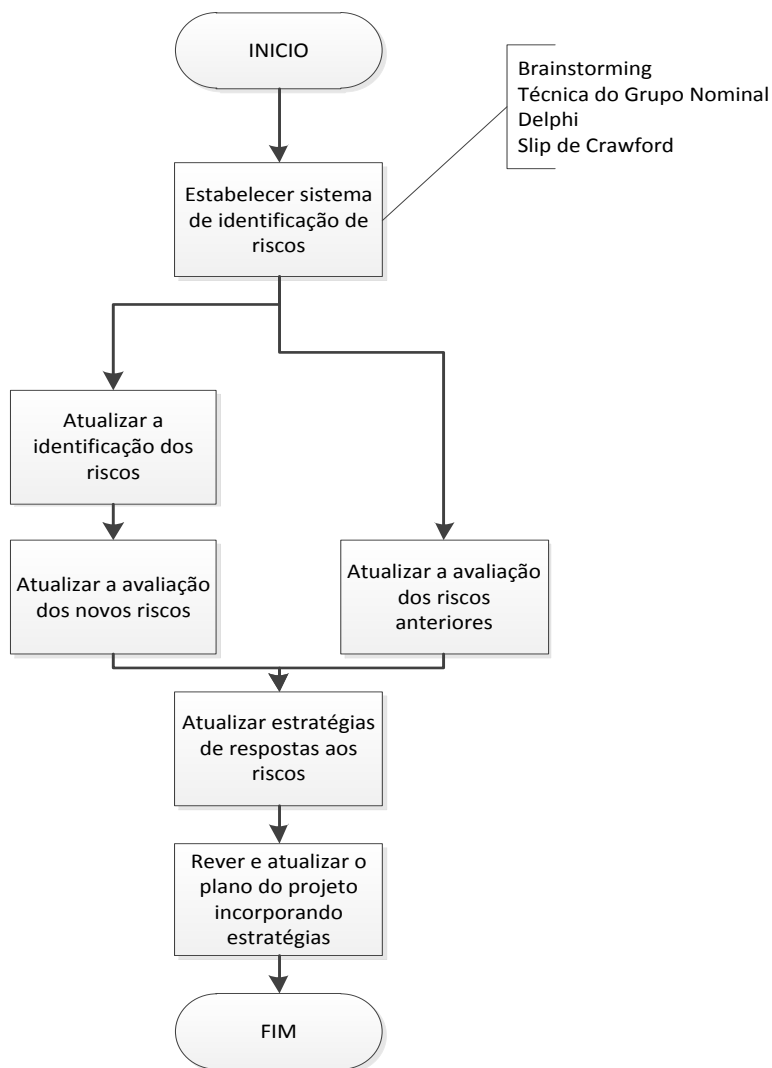 INICIO
Brainstorming
Técnica do Grupo Nominal
Delphi
Slip de Crawford
Estabelecer sistema
de identificação de
riscos
Atualizar a
identificação dos
riscos
Atualizar a avaliação
dos novos riscos
Atualizar a avaliação
dos riscos
anteriores
Atualizar estratégias
de respostas aos
riscos
Rever e atualizar o
plano do projeto
incorporando
estratégias
FIM